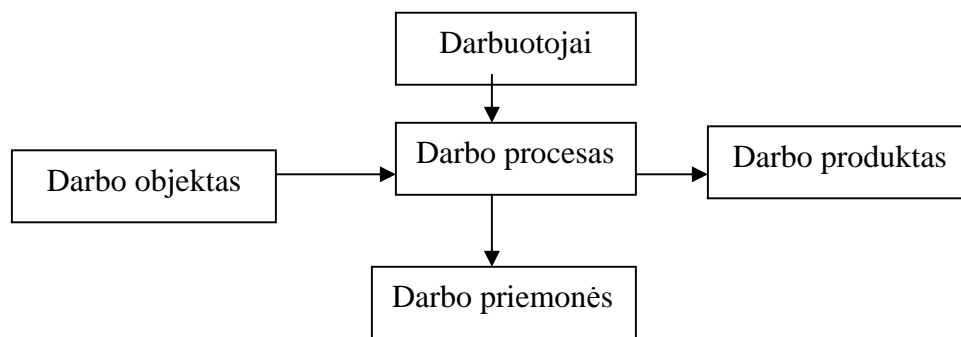 Darbuotojai
Darbo procesas
Darbo produktas
Darbo objektas
Darbo priemonės